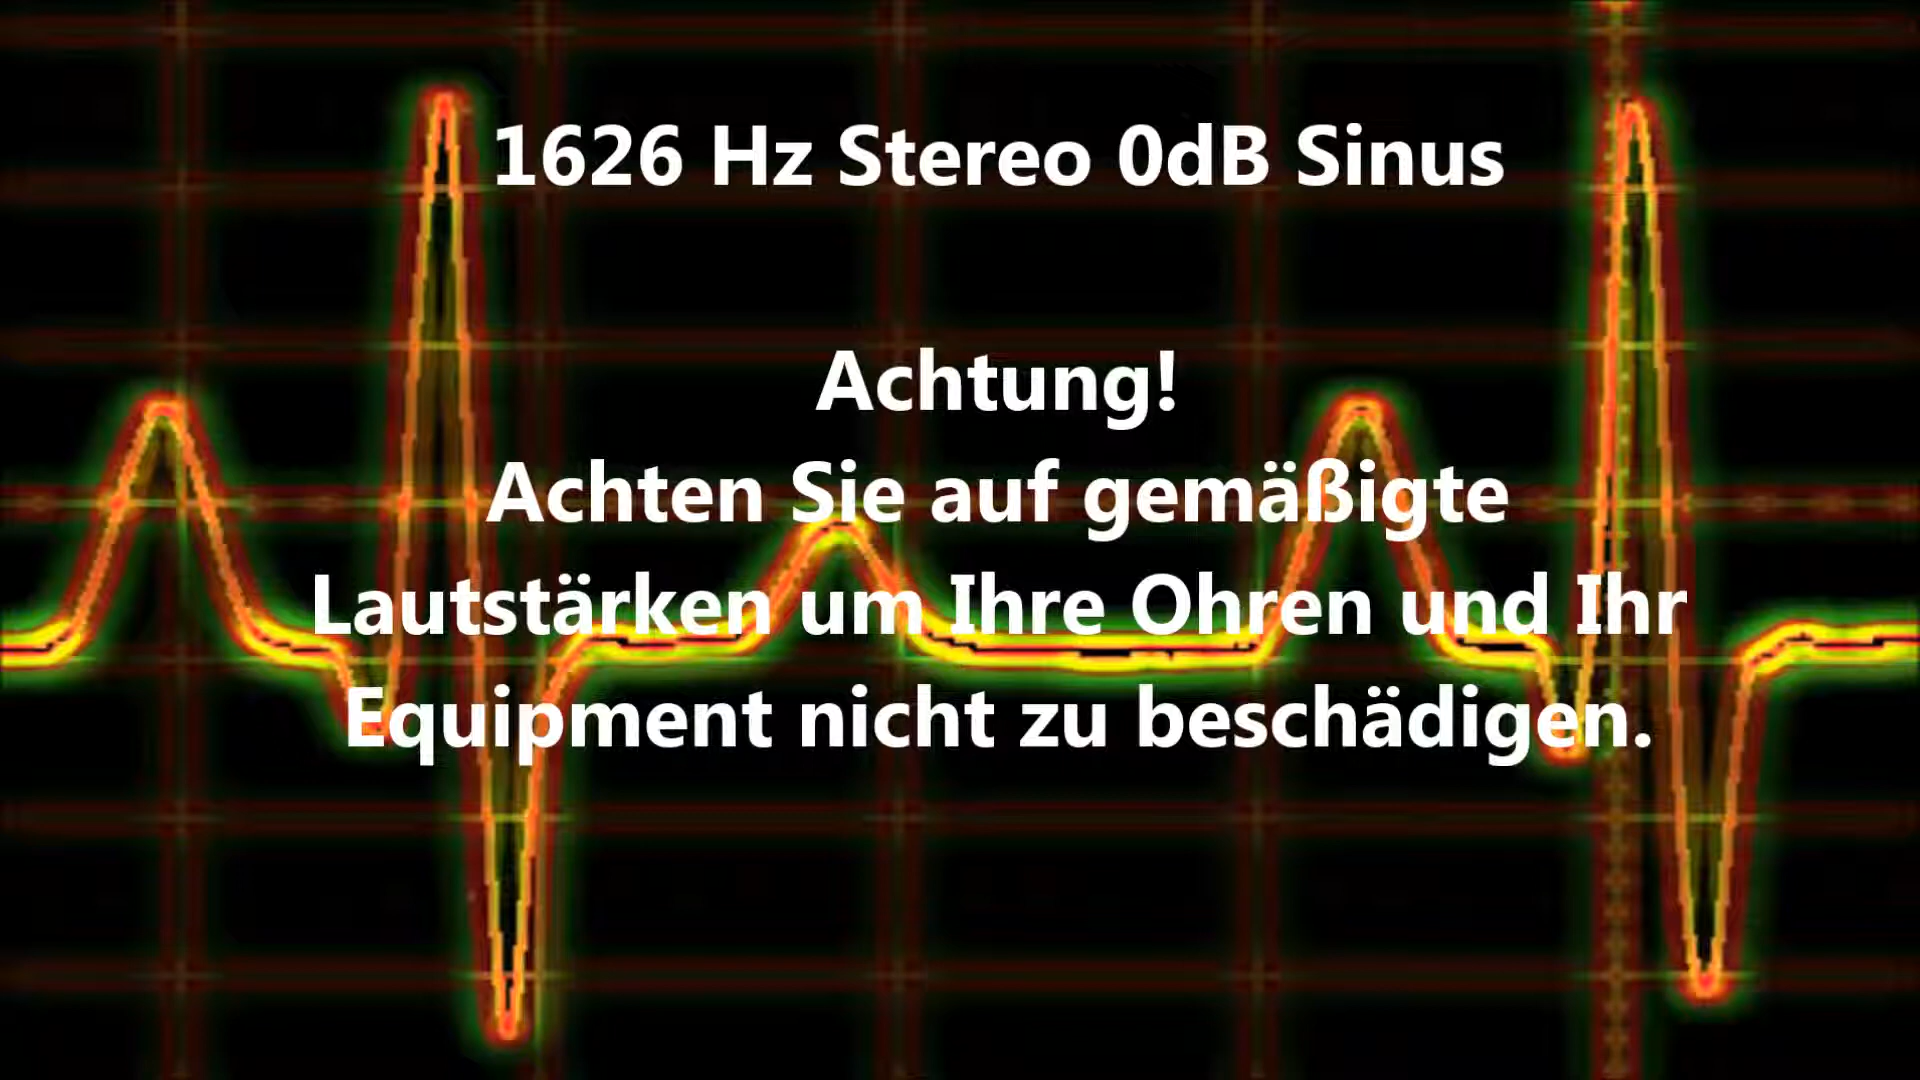 1626 Hz Stereo 0dB Sinus
Achtung!
Achten Sie auf gemäßigte
Lautstärken um Ihre Ohren und Ihr
Equipment nicht zu beschädigen.